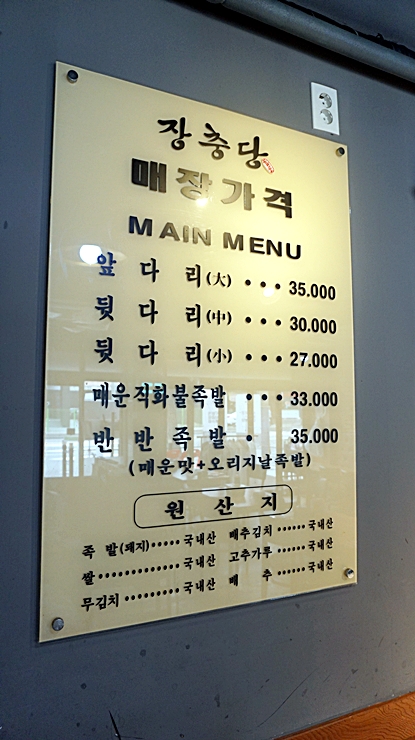 장충당
매장가격
MAIN MENU
앞 다 리(大) • • • 35.000
뒷 다 리(中) • • • 30.000
뒷 다 리(小) • • • 27.000
매운직화불족발 • • • 33.000
반 반 족 발 • 35.000
(매운맛+오리지날족발)
원 산 지
족 발(돼지)•••••• 국내산 배추김치 •••••• 국내산
쌀 •••••••••••••• 국내산 고추가루 •••••• 국내산
무김치 •••••••••• 국내산 배 추 •••••• 국내산